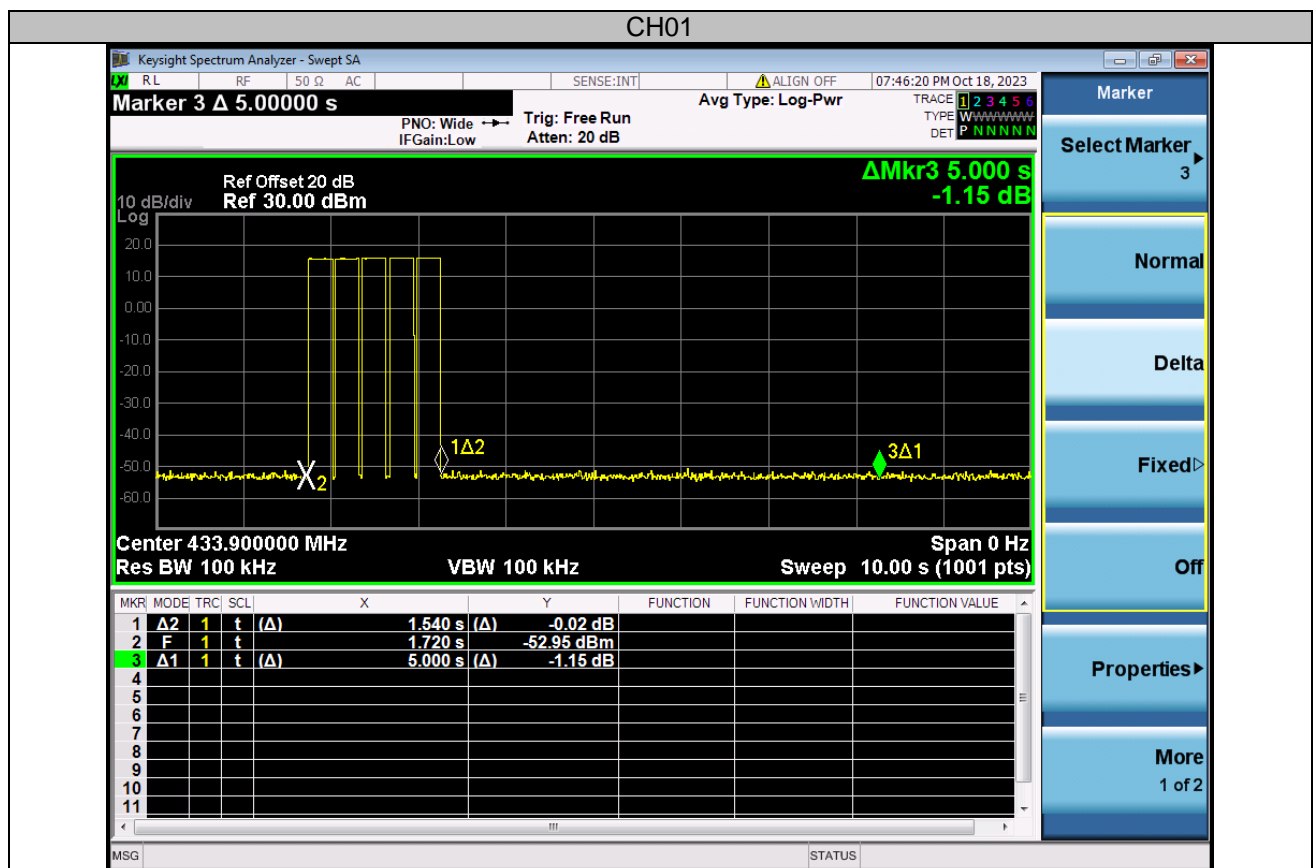 CH01
Keysight Spectrum Analyzer - Swept SA
LXI RL RF 50 Ω AC SENSE:INT ALIGN OFF 07:46:20 PM Oct 18, 2023
Marker 3 Δ 5.00000 s
PNO: Wide
IFGain:Low
Trig: Free Run
Atten: 20 dB
Avg Type: Log-Pwr
TRACE 1 2 3 4 5 6
TYPE WWWWWWW
DET P N N N N N
Ref Offset 20 dB
10 dB/div Ref 30.00 dBm
Log
ΔMkr3 5.000 s
-1.15 dB
20.0
10.0
0.00
-10.0
-20.0
-30.0
-40.0
-50.0
-60.0
X2
1Δ2
3Δ1
Center 433.900000 MHz Span 0 Hz
Res BW 100 kHz VBW 100 kHz Sweep 10.00 s (1001 pts)
MKR MODE TRC SCL X Y FUNCTION FUNCTION WIDTH FUNCTION VALUE
1 Δ2 1 t (Δ) 1.540 s (Δ) -0.02 dB
2 F 1 t 1.720 s -52.95 dBm
3 Δ1 1 t (Δ) 5.000 s (Δ) -1.15 dB
4
5
6
7
8
9
10
11
MSG STATUS
Marker
Select Marker
3
Normal
Delta
Fixed
Off
Properties
More
1 of 2